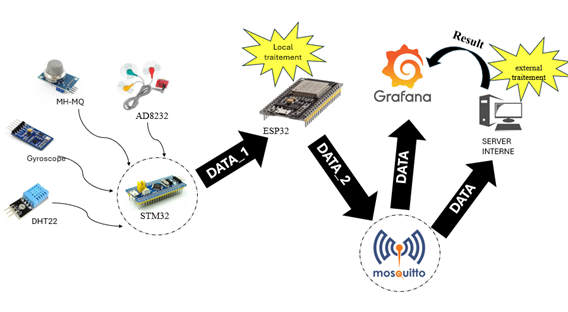 Local
traitement
Result
external
traitement
MH-MQ
AD8232
ESP32
Grafana
SERVER
INTERNE
Gyroscope
DATA_1
DATA_2
DATA
DATA
STM32
DHT22
mosquitto